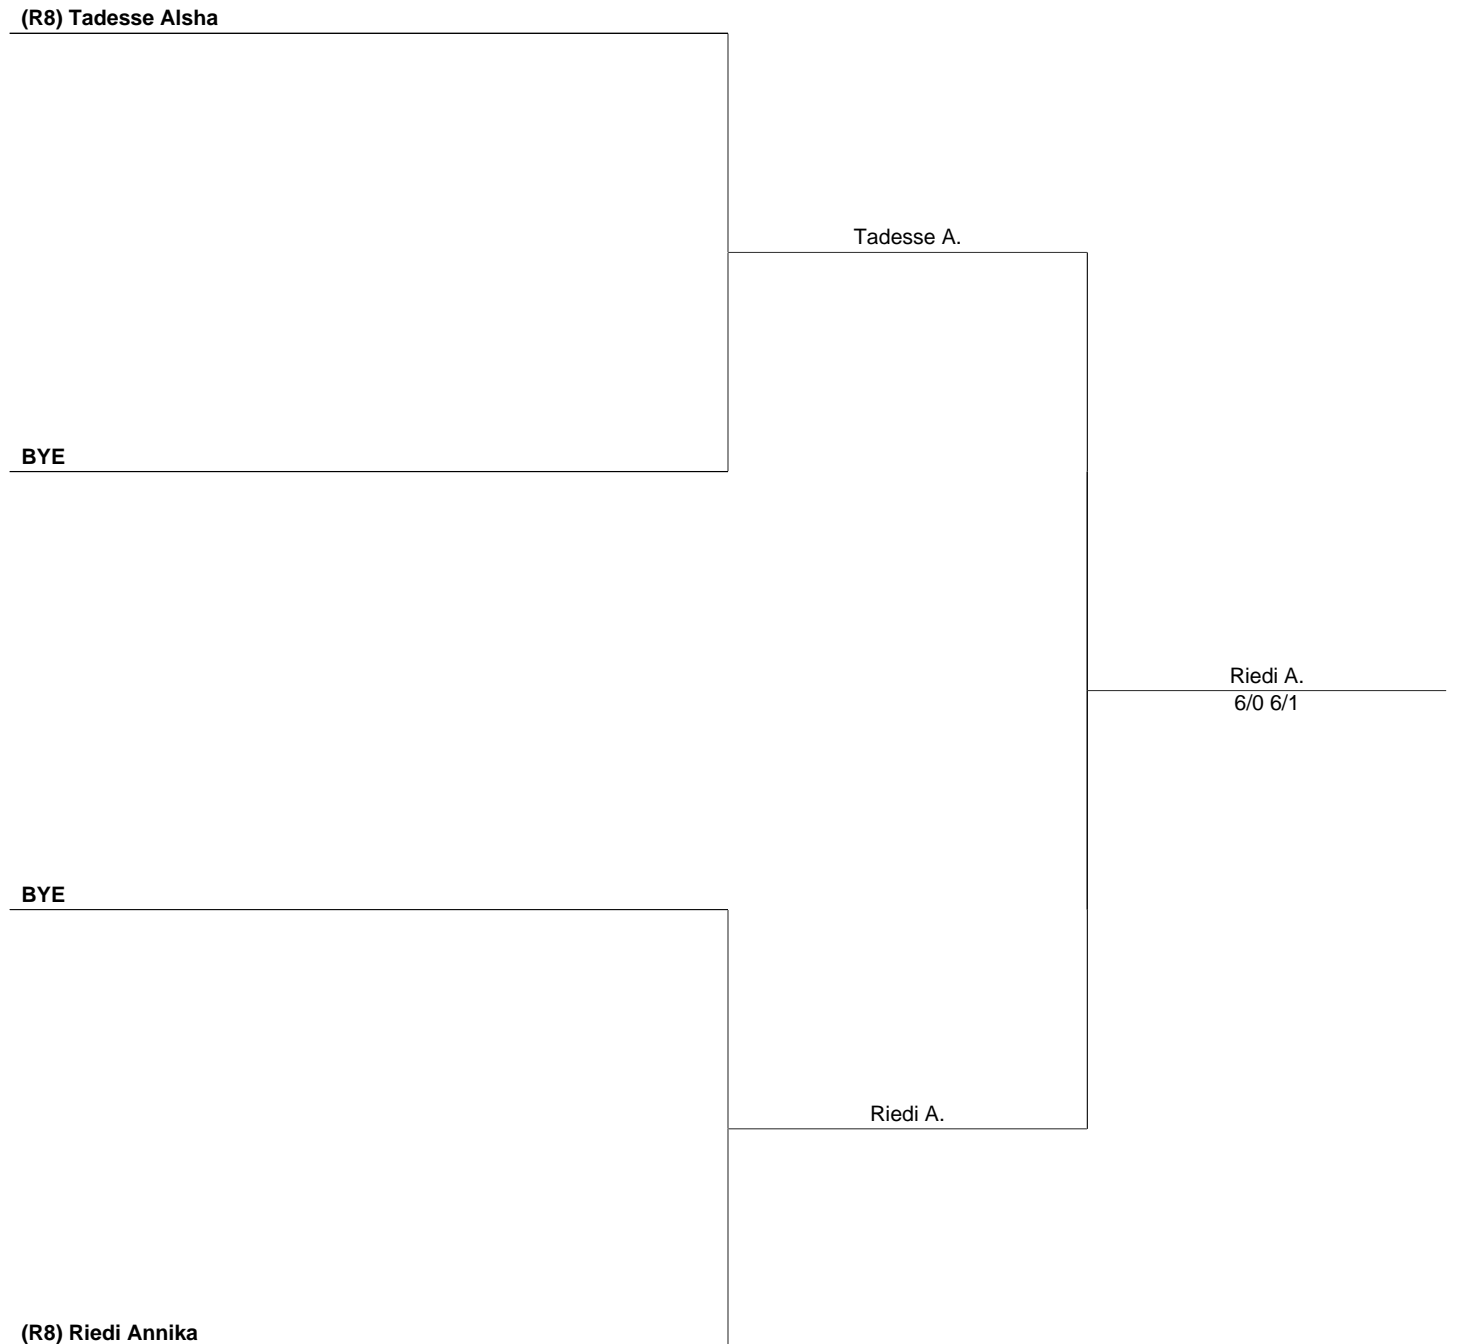 (R8) Tadesse Alsha
Tadesse A.
BYE
Riedi A.
6/0 6/1
BYE
Riedi A.
(R8) Riedi Annika